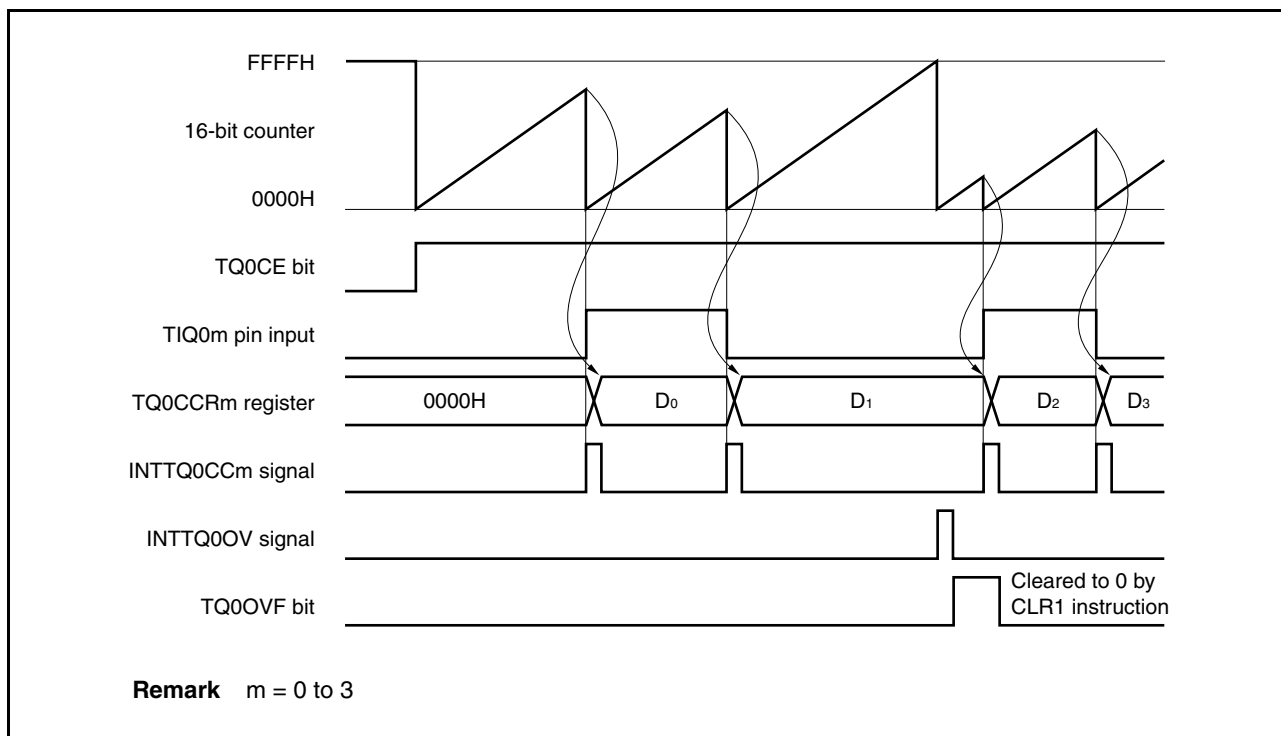 FFFFH
16-bit counter
0000H
TQ0CE bit
TIQ0m pin input
TQ0CCRm register
0000H
D0
D1
D2
D3
INTTQ0CCm signal
INTTQ0OV signal
TQ0OVF bit
Cleared to 0 by
CLR1 instruction
Remark m = 0 to 3